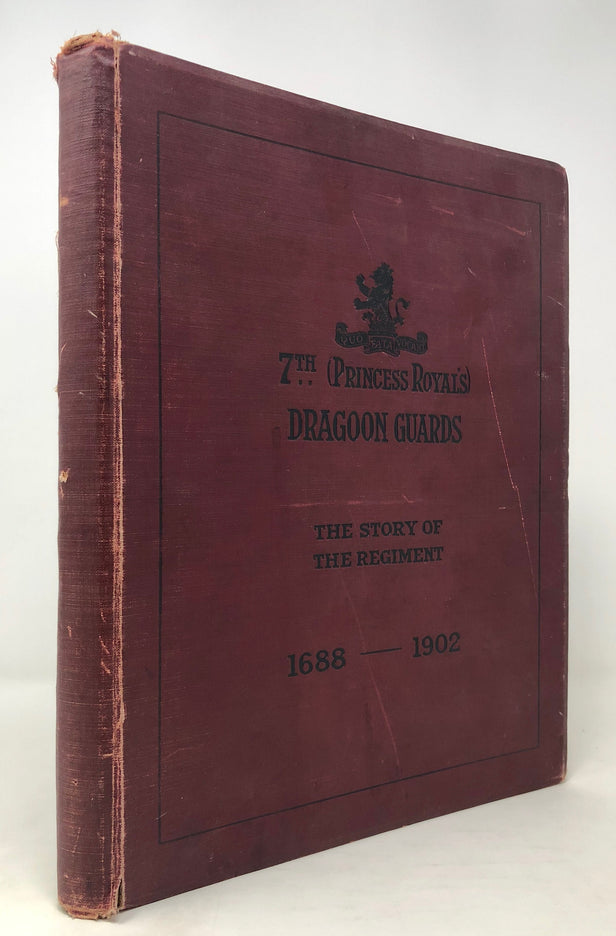 QUO FATA VOCANT
7TH (PRINCESS ROYAL'S)
DRAGOON GUARDS
THE STORY OF
THE REGIMENT
1688 — 1902